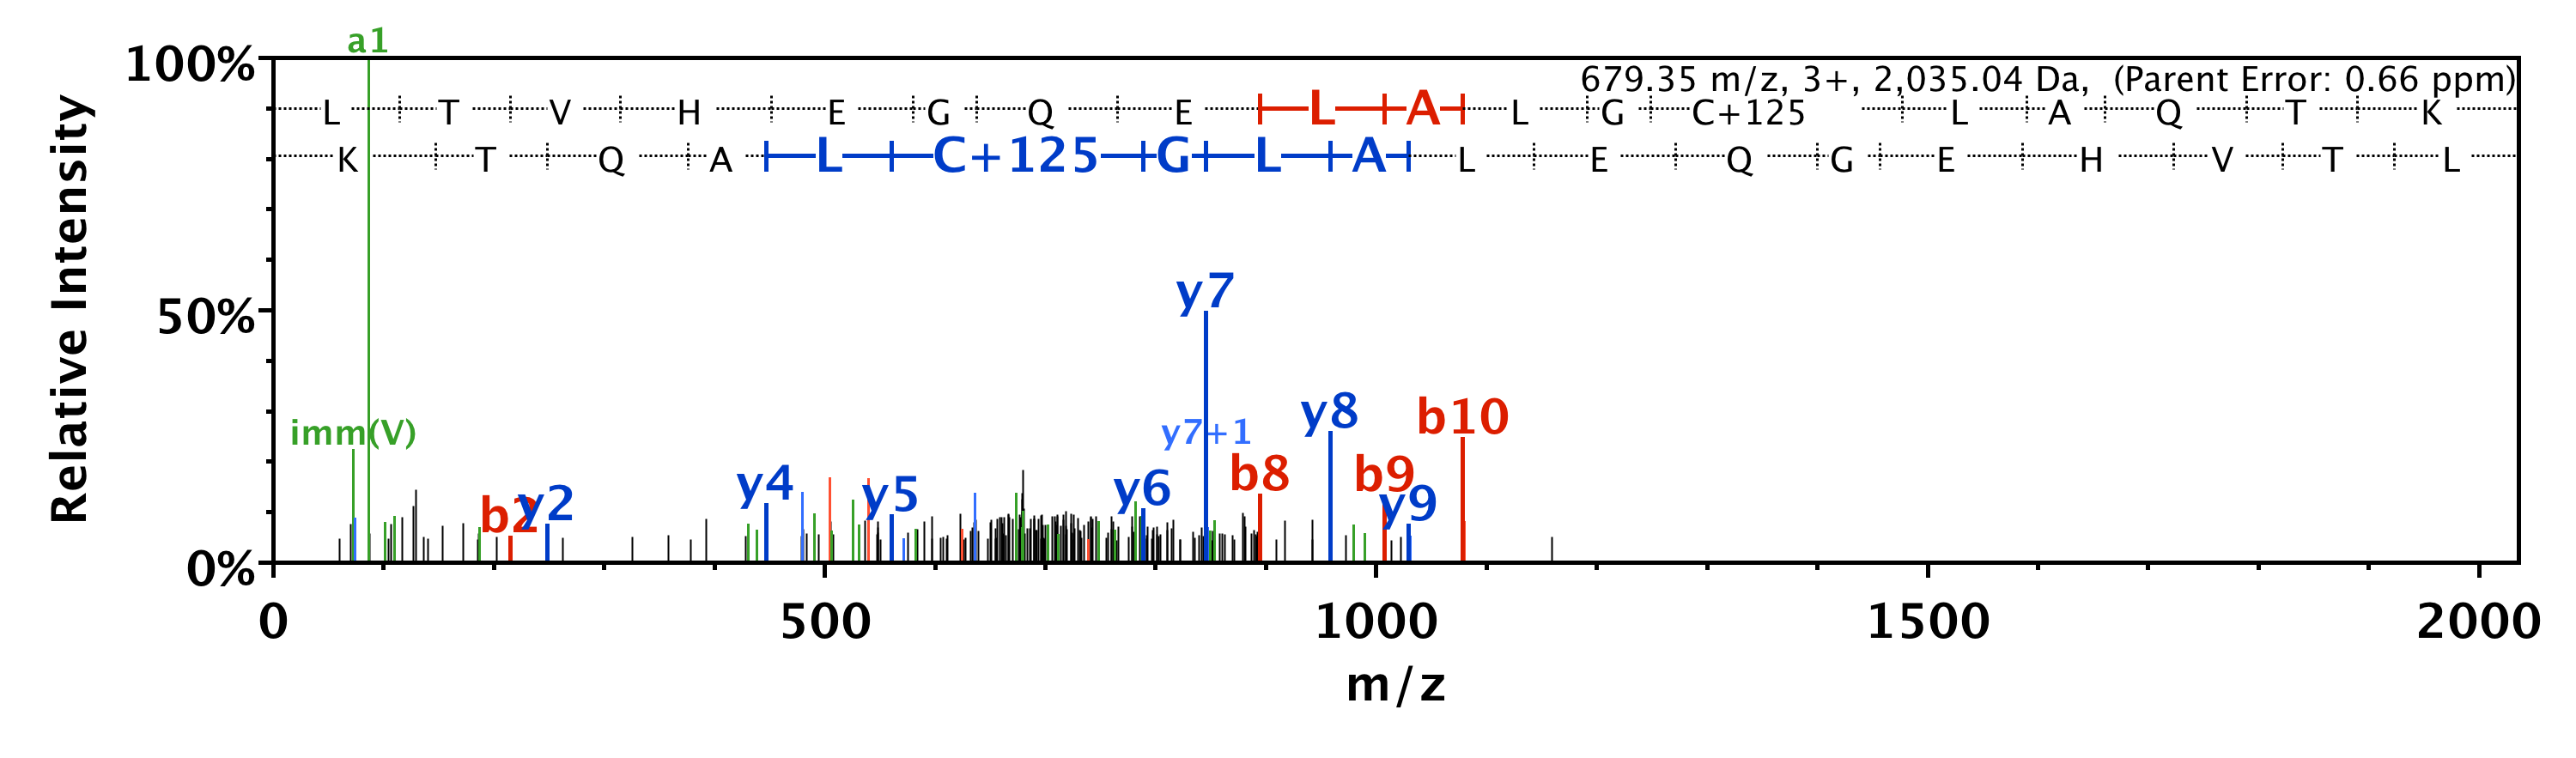 a1
100%
679.35 m/z, 3+, 2,035.04 Da, (Parent Error: 0.66 ppm)
L T V H E G Q E L A L G C+125 L A Q T K
K T Q A L C+125 G L A L E Q G E H V T L
Relative Intensity
50%
y7
y8
b10
imm(V)
y7+1
b8
b9
y4
y5
y6
y9
b2
y2
0%
0 500 1000 1500 2000
m/z